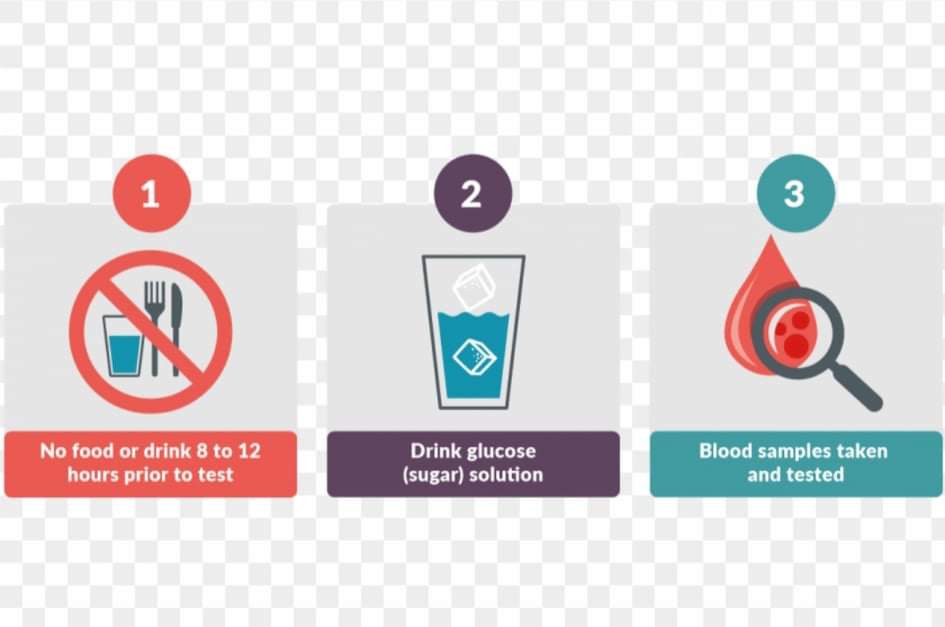 1
No food or drink 8 to 12
hours prior to test
2
Drink glucose
(sugar) solution
3
Blood samples taken
and tested